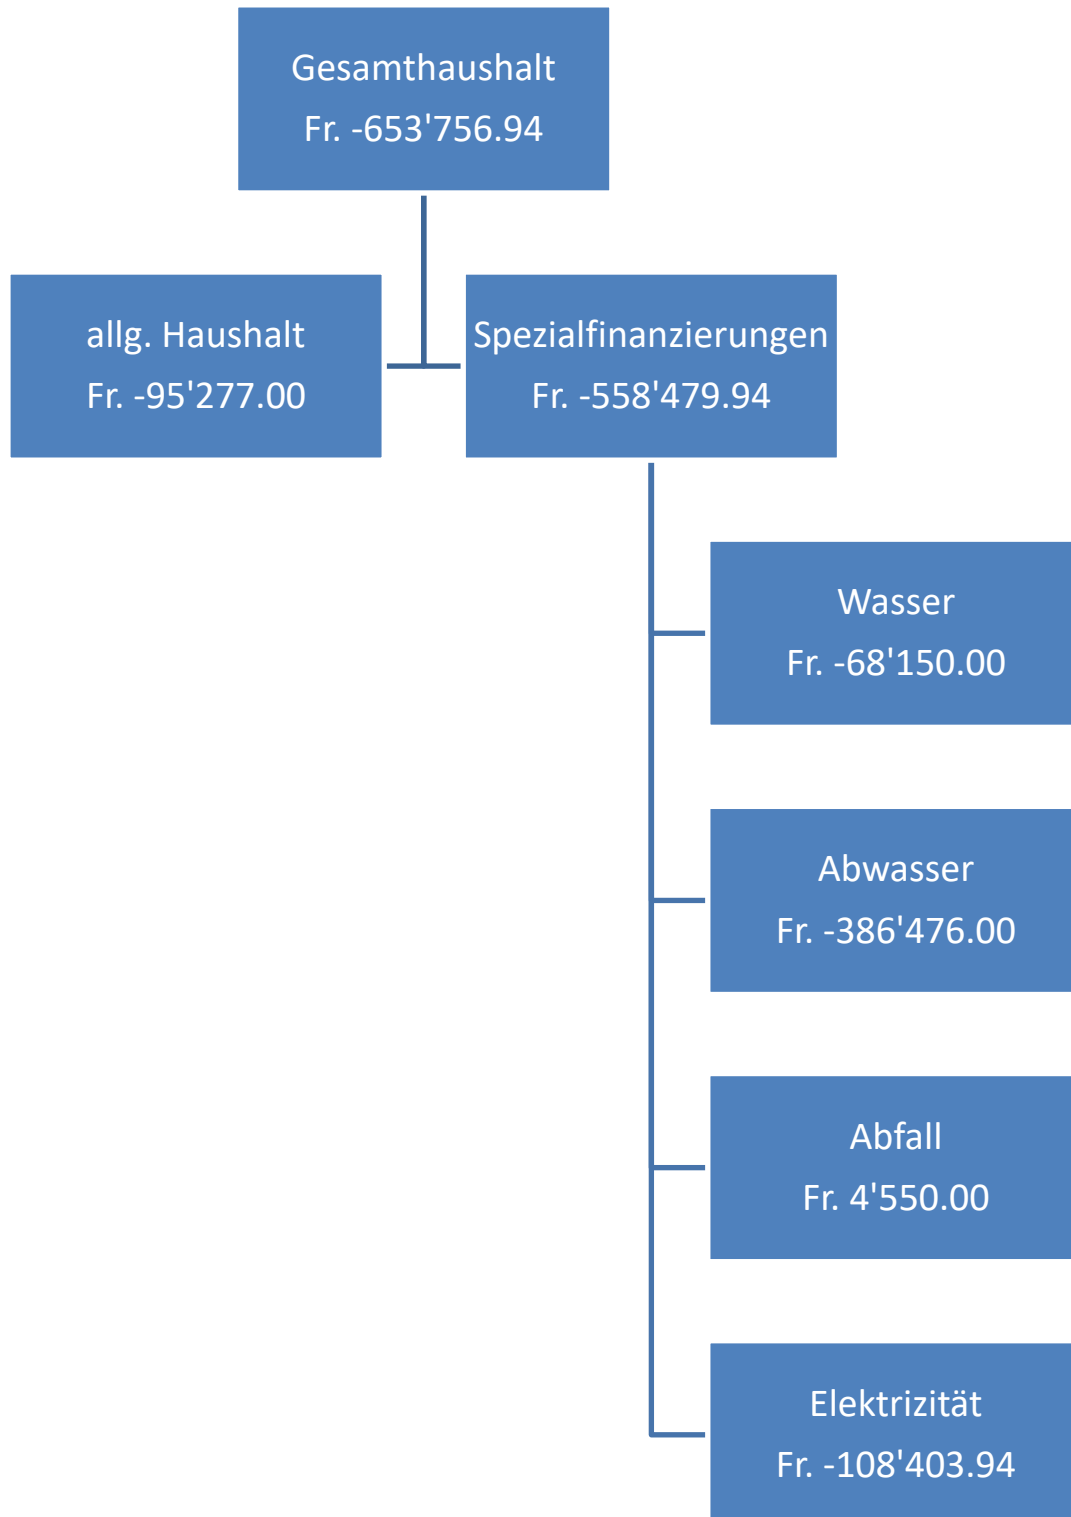 Gesamthaushalt
Fr. -653'756.94
allg. Haushalt
Fr. -95'277.00
Spezialfinanzierungen
Fr. -558'479.94
Wasser
Fr. -68'150.00
Abwasser
Fr. -386'476.00
Abfall
Fr. 4'550.00
Elektrizität
Fr. -108'403.94